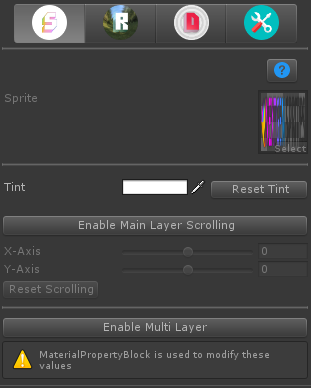 S R D
?
Sprite
Select
Tint Reset Tint
Enable Main Layer Scrolling
X-Axis 0
Y-Axis 0
Reset Scrolling
Enable Multi Layer
MaterialPropertyBlock is used to modify these
values